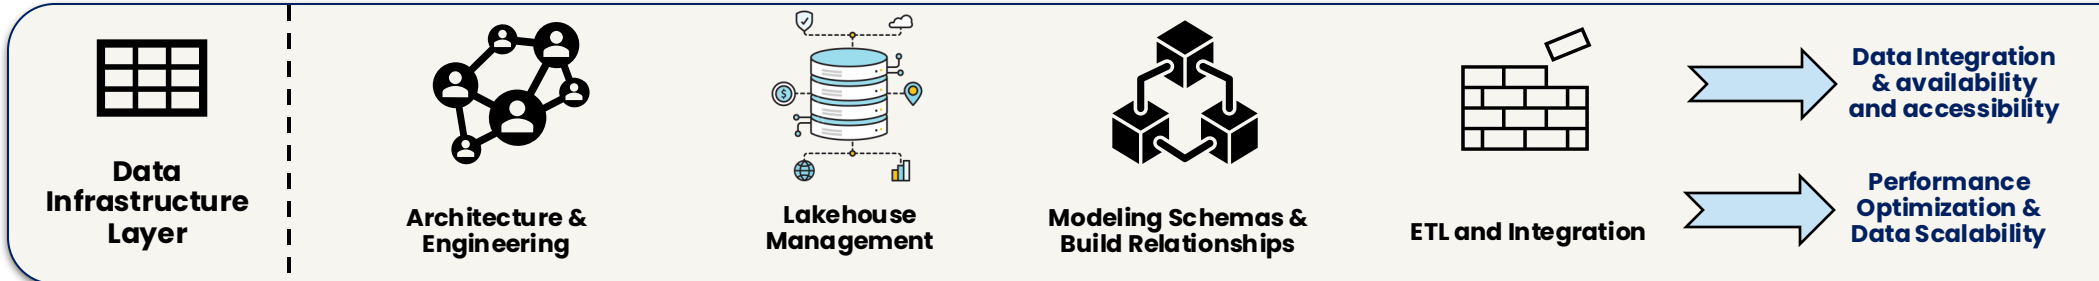 Data
Infrastructure
Layer
Architecture &
Engineering
Lakehouse
Management
Modeling Schemas &
Build Relationships
ETL and Integration
Data Integration
& availability
and accessibility
Performance
Optimization &
Data Scalability